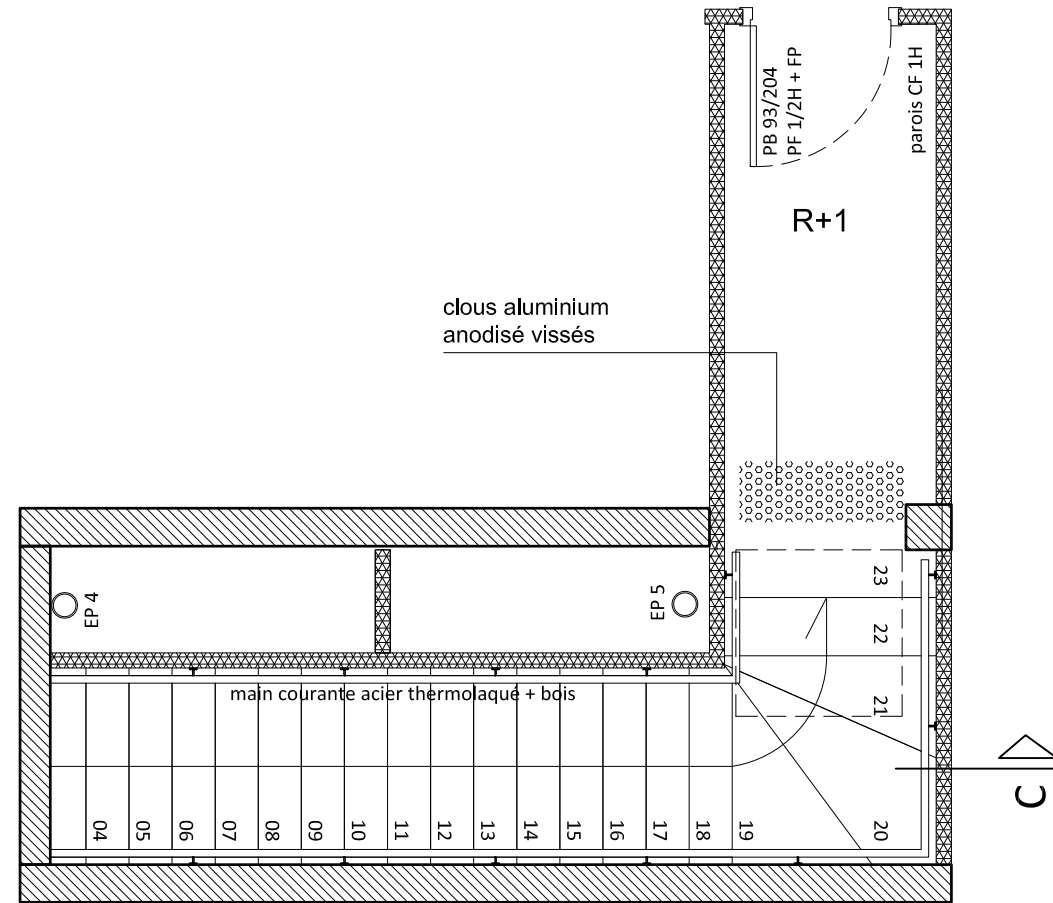 PB 93/204
PF 1/2H + FP
parois CF 1H
R+1
clous aluminium
anodisé vissés
EP 4
EP 5
23
22
21
main courante acier thermolaqué + bois
C
04
05
06
07
08
09
10
11
12
13
14
15
16
17
18
19
20